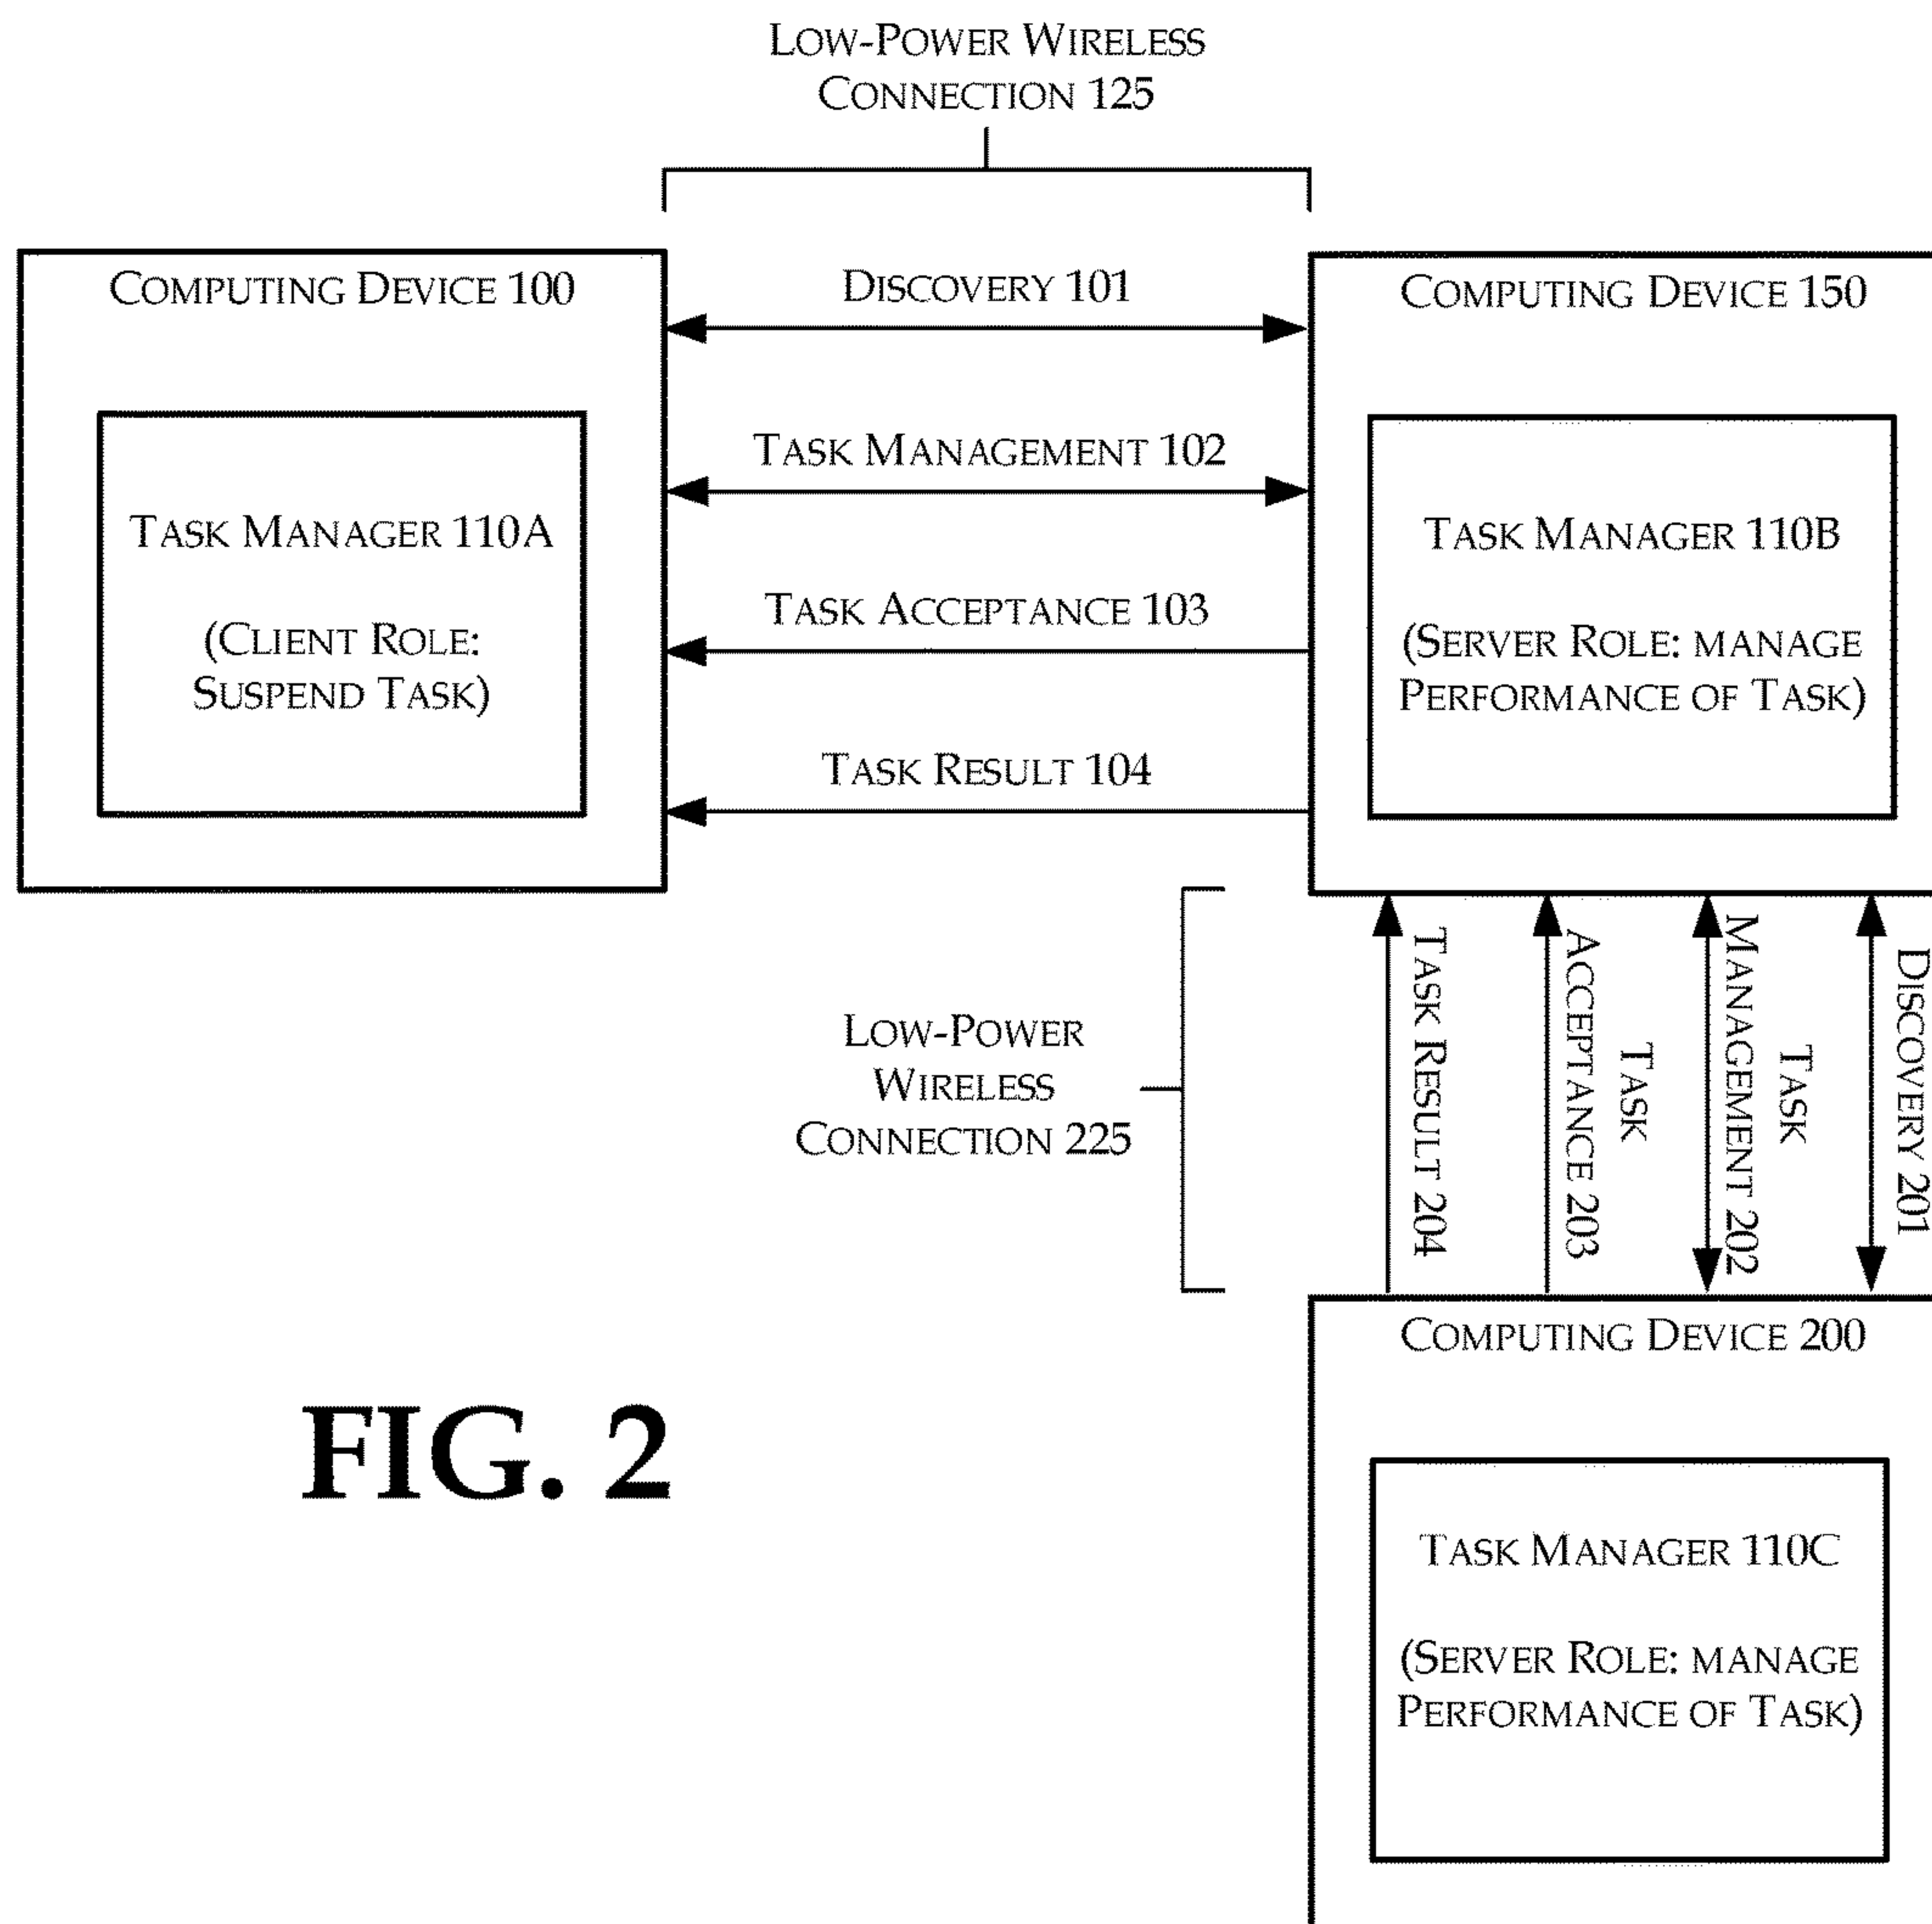 LOW-POWER WIRELESS
CONNECTION 125
COMPUTING DEVICE 100
TASK MANAGER 110A
(CLIENT ROLE:
SUSPEND TASK)
DISCOVERY 101
TASK MANAGEMENT 102
TASK ACCEPTANCE 103
TASK RESULT 104
COMPUTING DEVICE 150
TASK MANAGER 110B
(SERVER ROLE: MANAGE
PERFORMANCE OF TASK)
LOW-POWER
WIRELESS
CONNECTION 225
TASK RESULT 204
TASK
ACCEPTANCE 203
TASK
MANAGEMENT 202
DISCOVERY 201
COMPUTING DEVICE 200
TASK MANAGER 110C
(SERVER ROLE: MANAGE
PERFORMANCE OF TASK)
FIG. 2